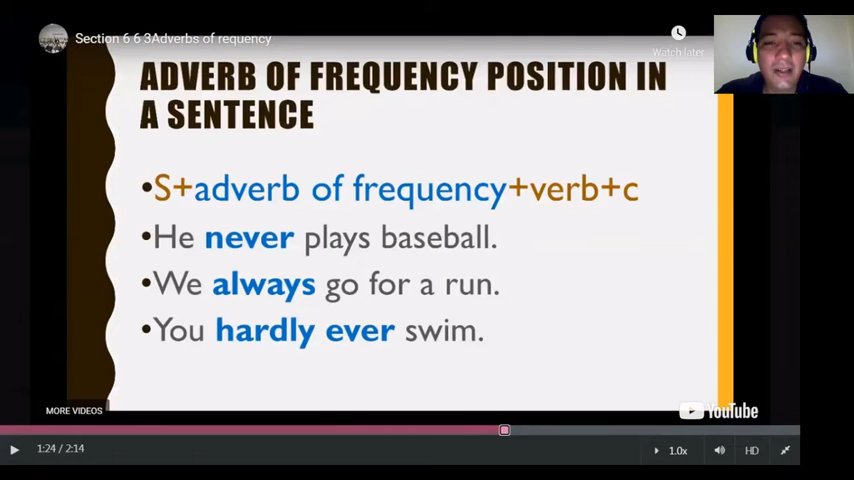 Section 6 6 3Adverbs of requency
Watch later
ADVERB OF FREQUENCY POSITION IN
A SENTENCE
•S+adverb of frequency+verb+c
•He never plays baseball.
•We always go for a run.
•You hardly ever swim.
MORE VIDEOS
YouTube
1:24 / 2:14
1.0x
HD